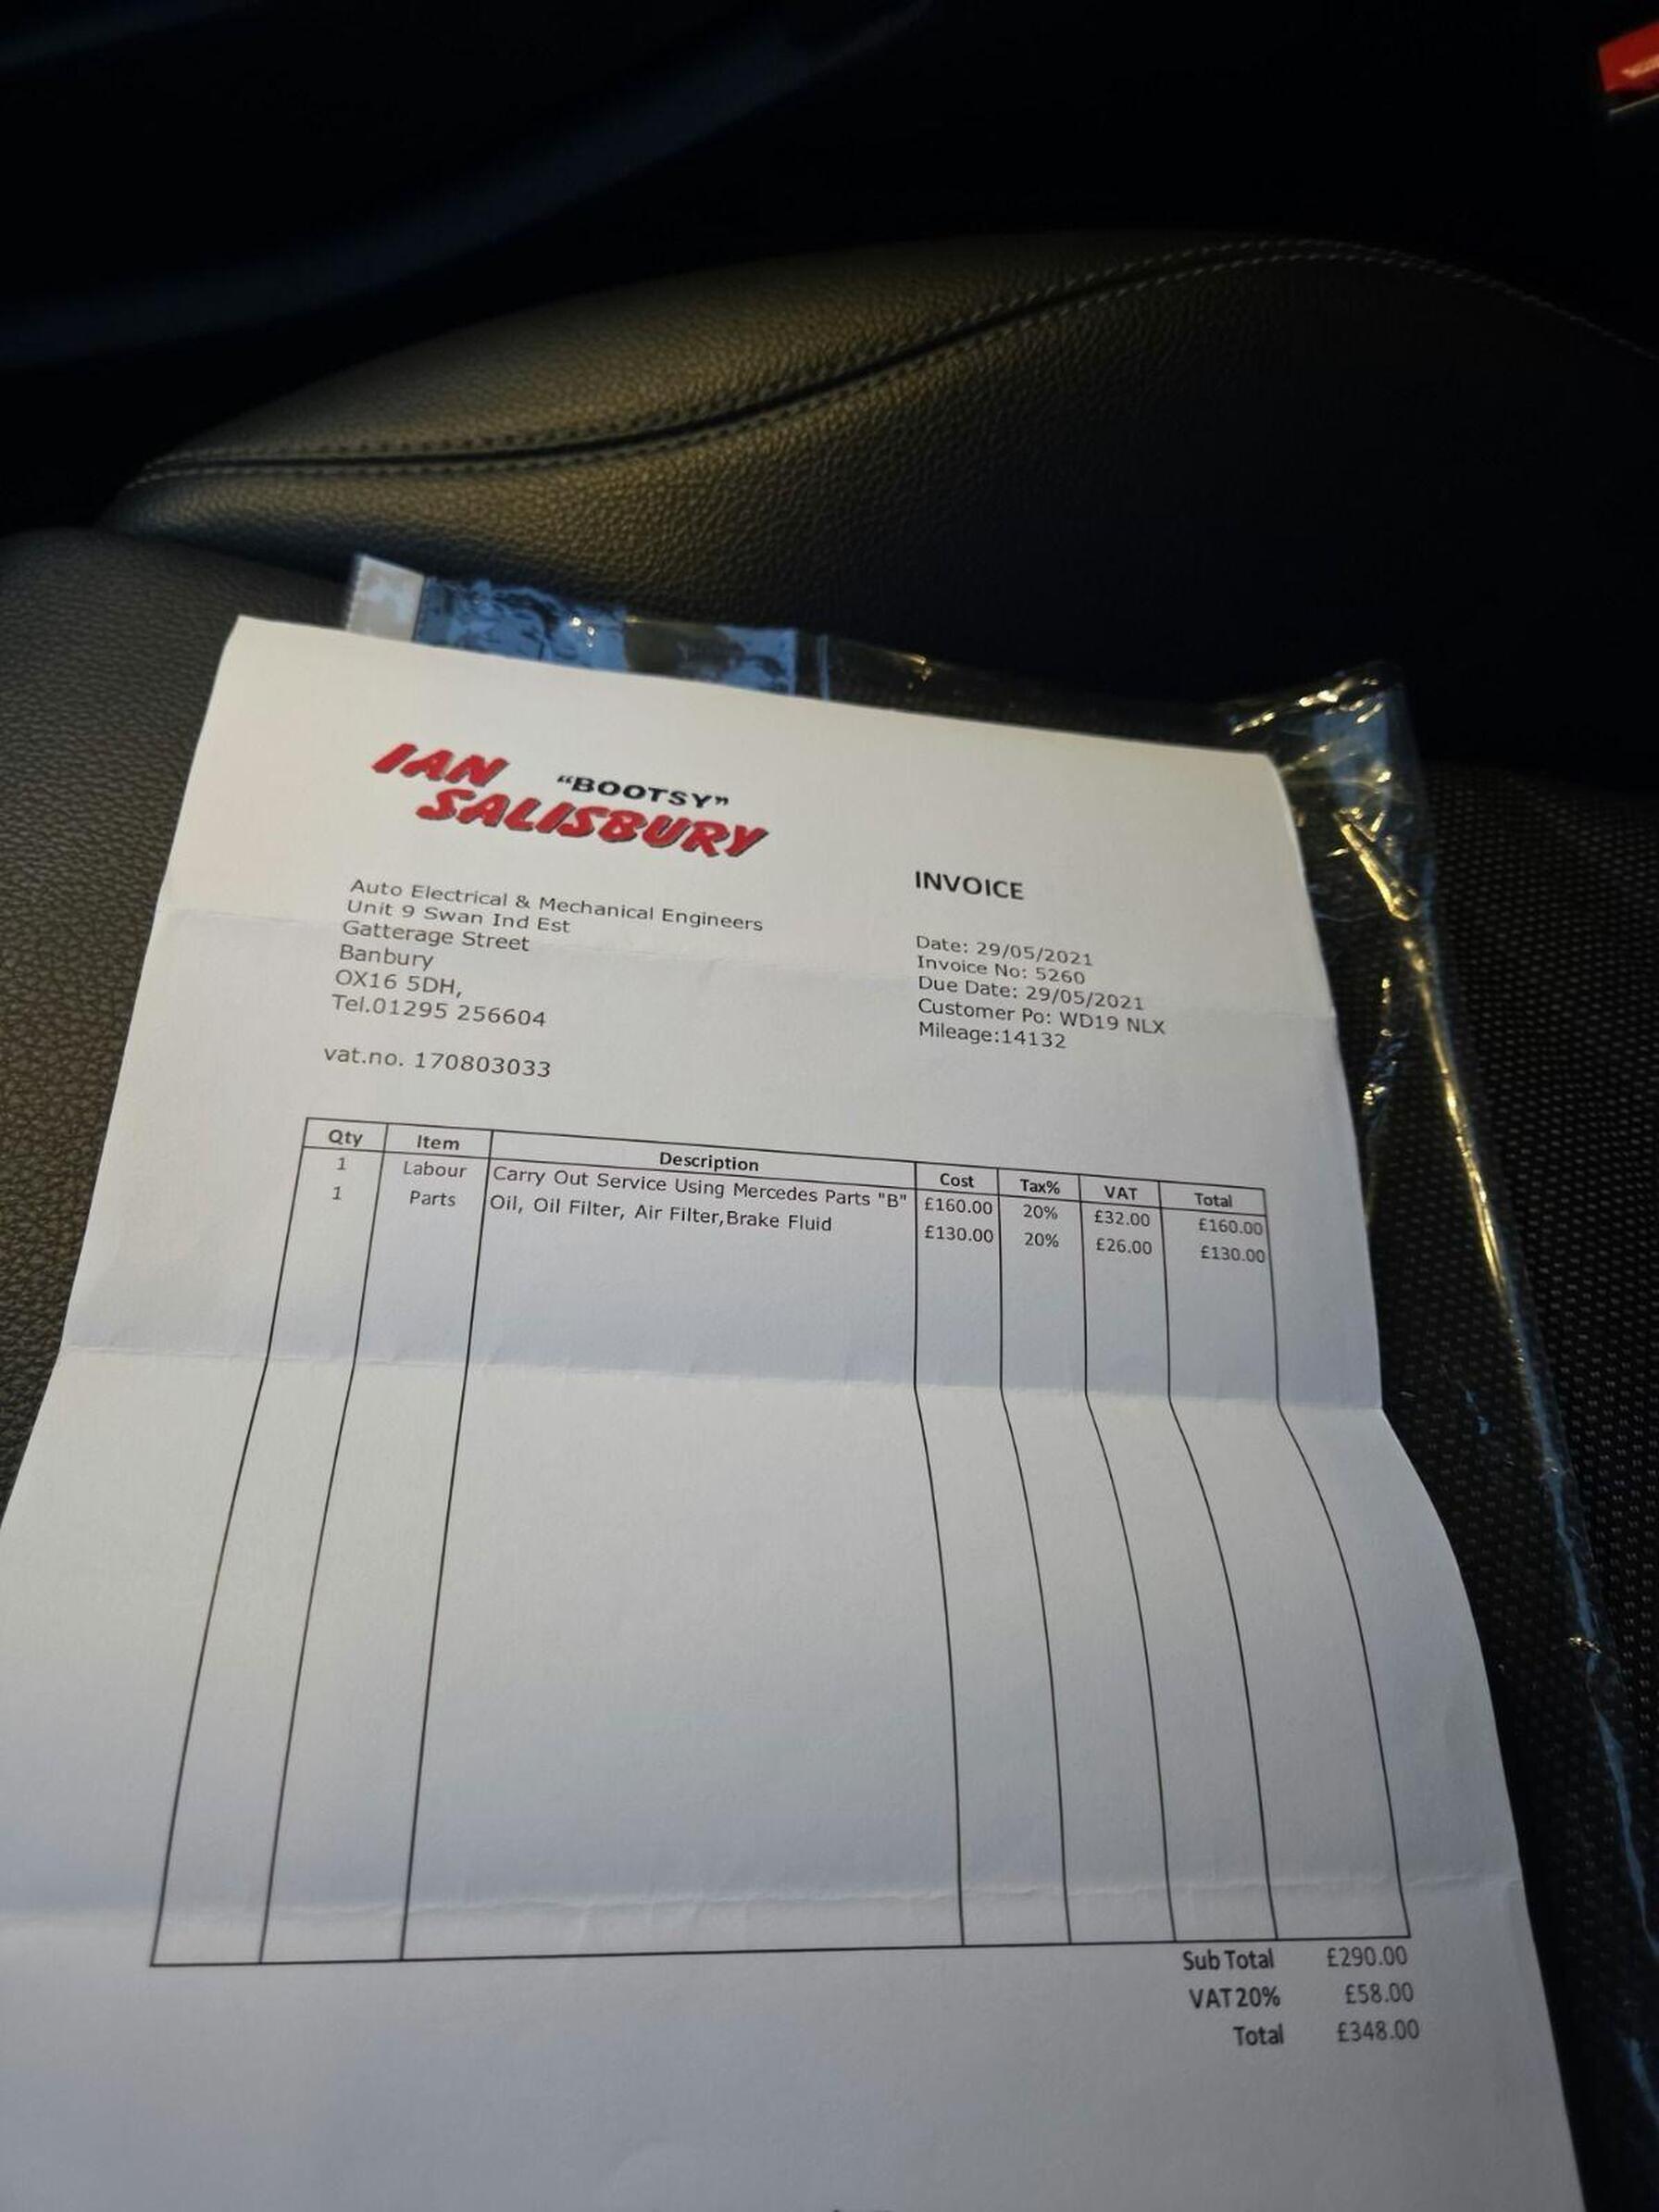 IAN "BOOTSY"
SALISBURY
Auto Electrical & Mechanical Engineers
Unit 9 Swan Ind Est
Gatterage Street
Banbury
OX16 5DH,
Tel.01295 256604
vat.no. 170803033
INVOICE
Date: 29/05/2021
Invoice No: 5260
Due Date: 29/05/2021
Customer Po: WD19 NLX
Mileage:14132
Qty Item Description Cost Tax% VAT Total
1 Labour Carry Out Service Using Mercedes Parts "B" £160.00 20% £32.00 £160.00
1 Parts Oil, Oil Filter, Air Filter,Brake Fluid £130.00 20% £26.00 £130.00
Sub Total £290.00
VAT20% £58.00
Total £348.00